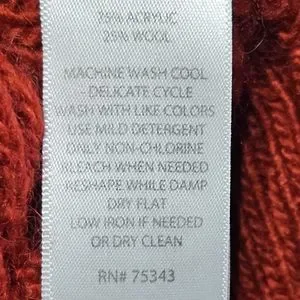 75% ACRYLIC
25% WOOL
MACHINE WASH COOL
DELICATE CYCLE
WASH WITH LIKE COLORS
USE MILD DETERGENT
ONLY NON-CHLORINE
BLEACH WHEN NEEDED
RESHAPE WHILE DAMP
DRY FLAT
LOW IRON IF NEEDED
OR DRY CLEAN
RN# 75343